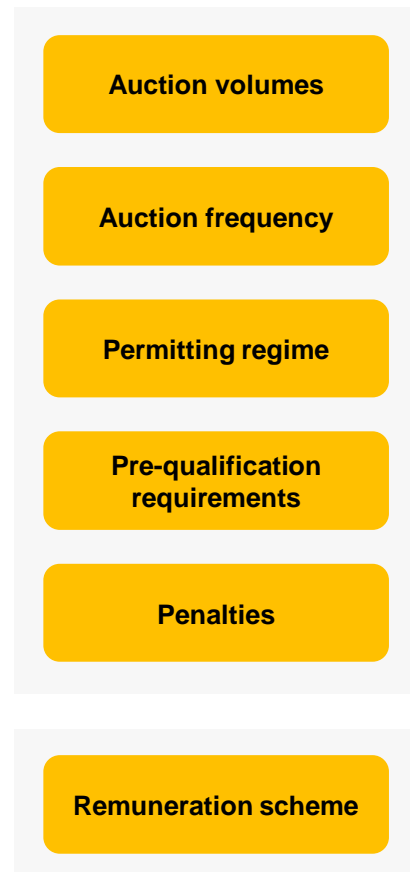 Auction volumes
Auction frequency
Permitting regime
Pre-qualification
requirements
Penalties
Remuneration scheme